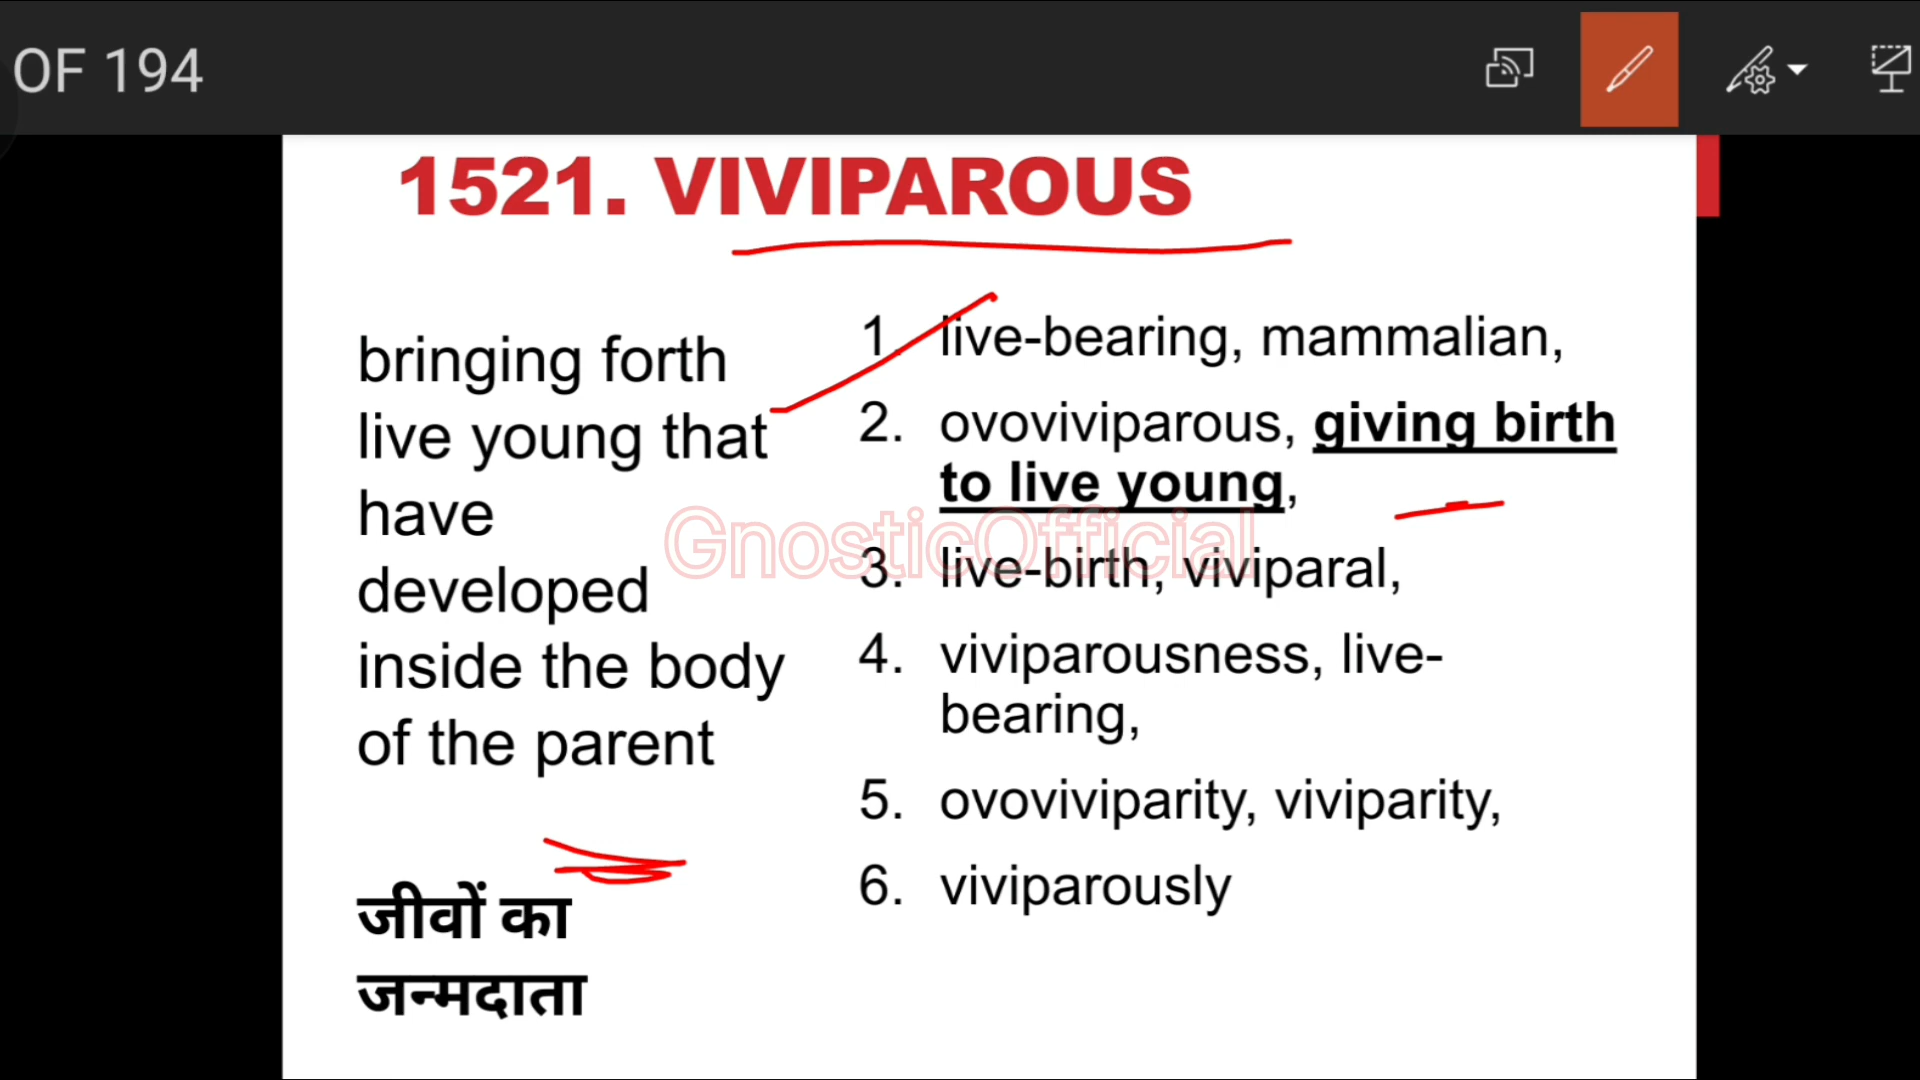 OF 194
1521. VIVIPAROUS
bringing forth
live young that
have
developed
inside the body
of the parent
जीवों का
जन्मदाता
1. live-bearing, mammalian,
2. ovoviviparous, giving birth
to live young,
3. live-birth, viviparal,
4. viviparousness, live-
bearing,
5. ovoviviparity, viviparity,
6. viviparously
GnosticOfficial